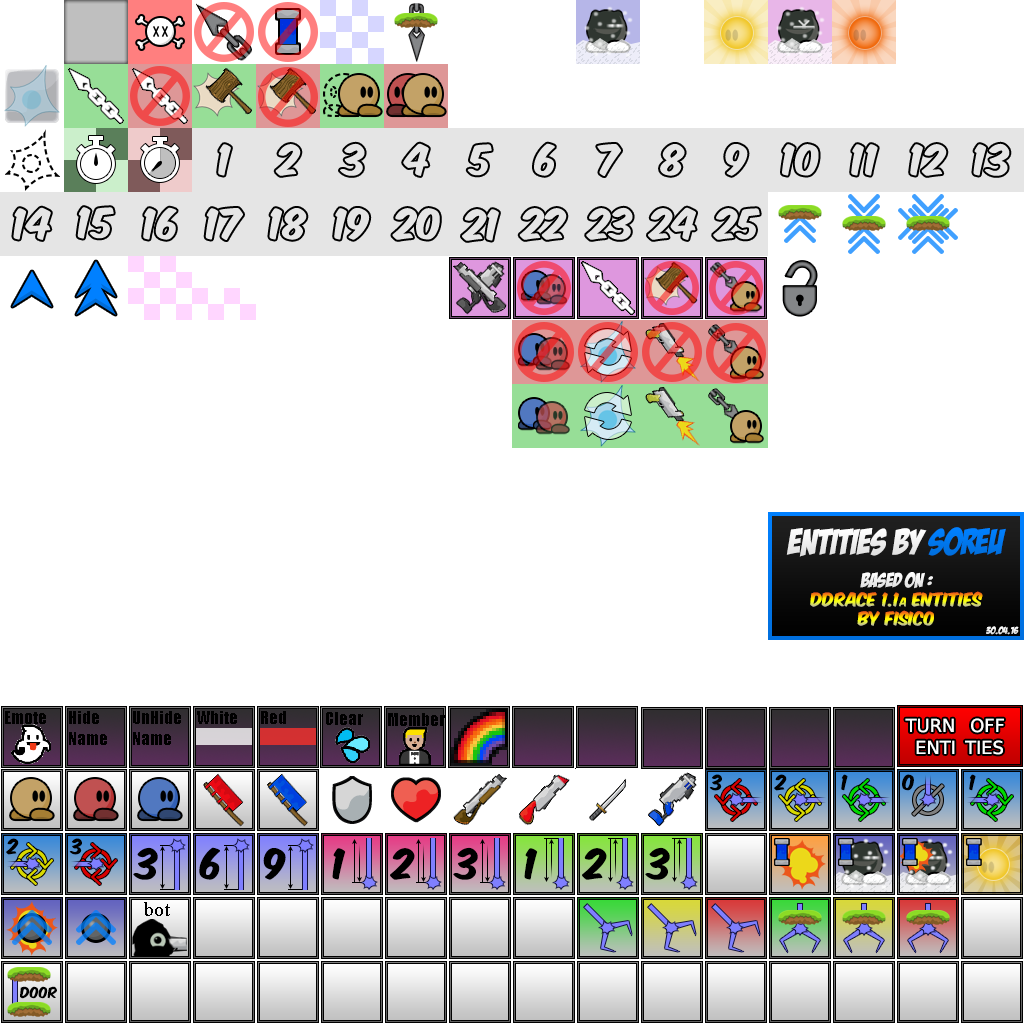 1 2 3 4 5 6 7 8 9 10 11 12 13
14 15 16 17 18 19 20 21 22 23 24 25
ENTITIES BY SOREU
BASED ON :
DDRACE 1.1A ENTITIES
BY FISICO
30.04.16
Emote Hide UnHide White Red Clear Member
Name Name
TURN OFF
ENTITIES
3 2 1 0 1
2 3 3 6 9 1 2 3 1 2 3
bot
DOOR